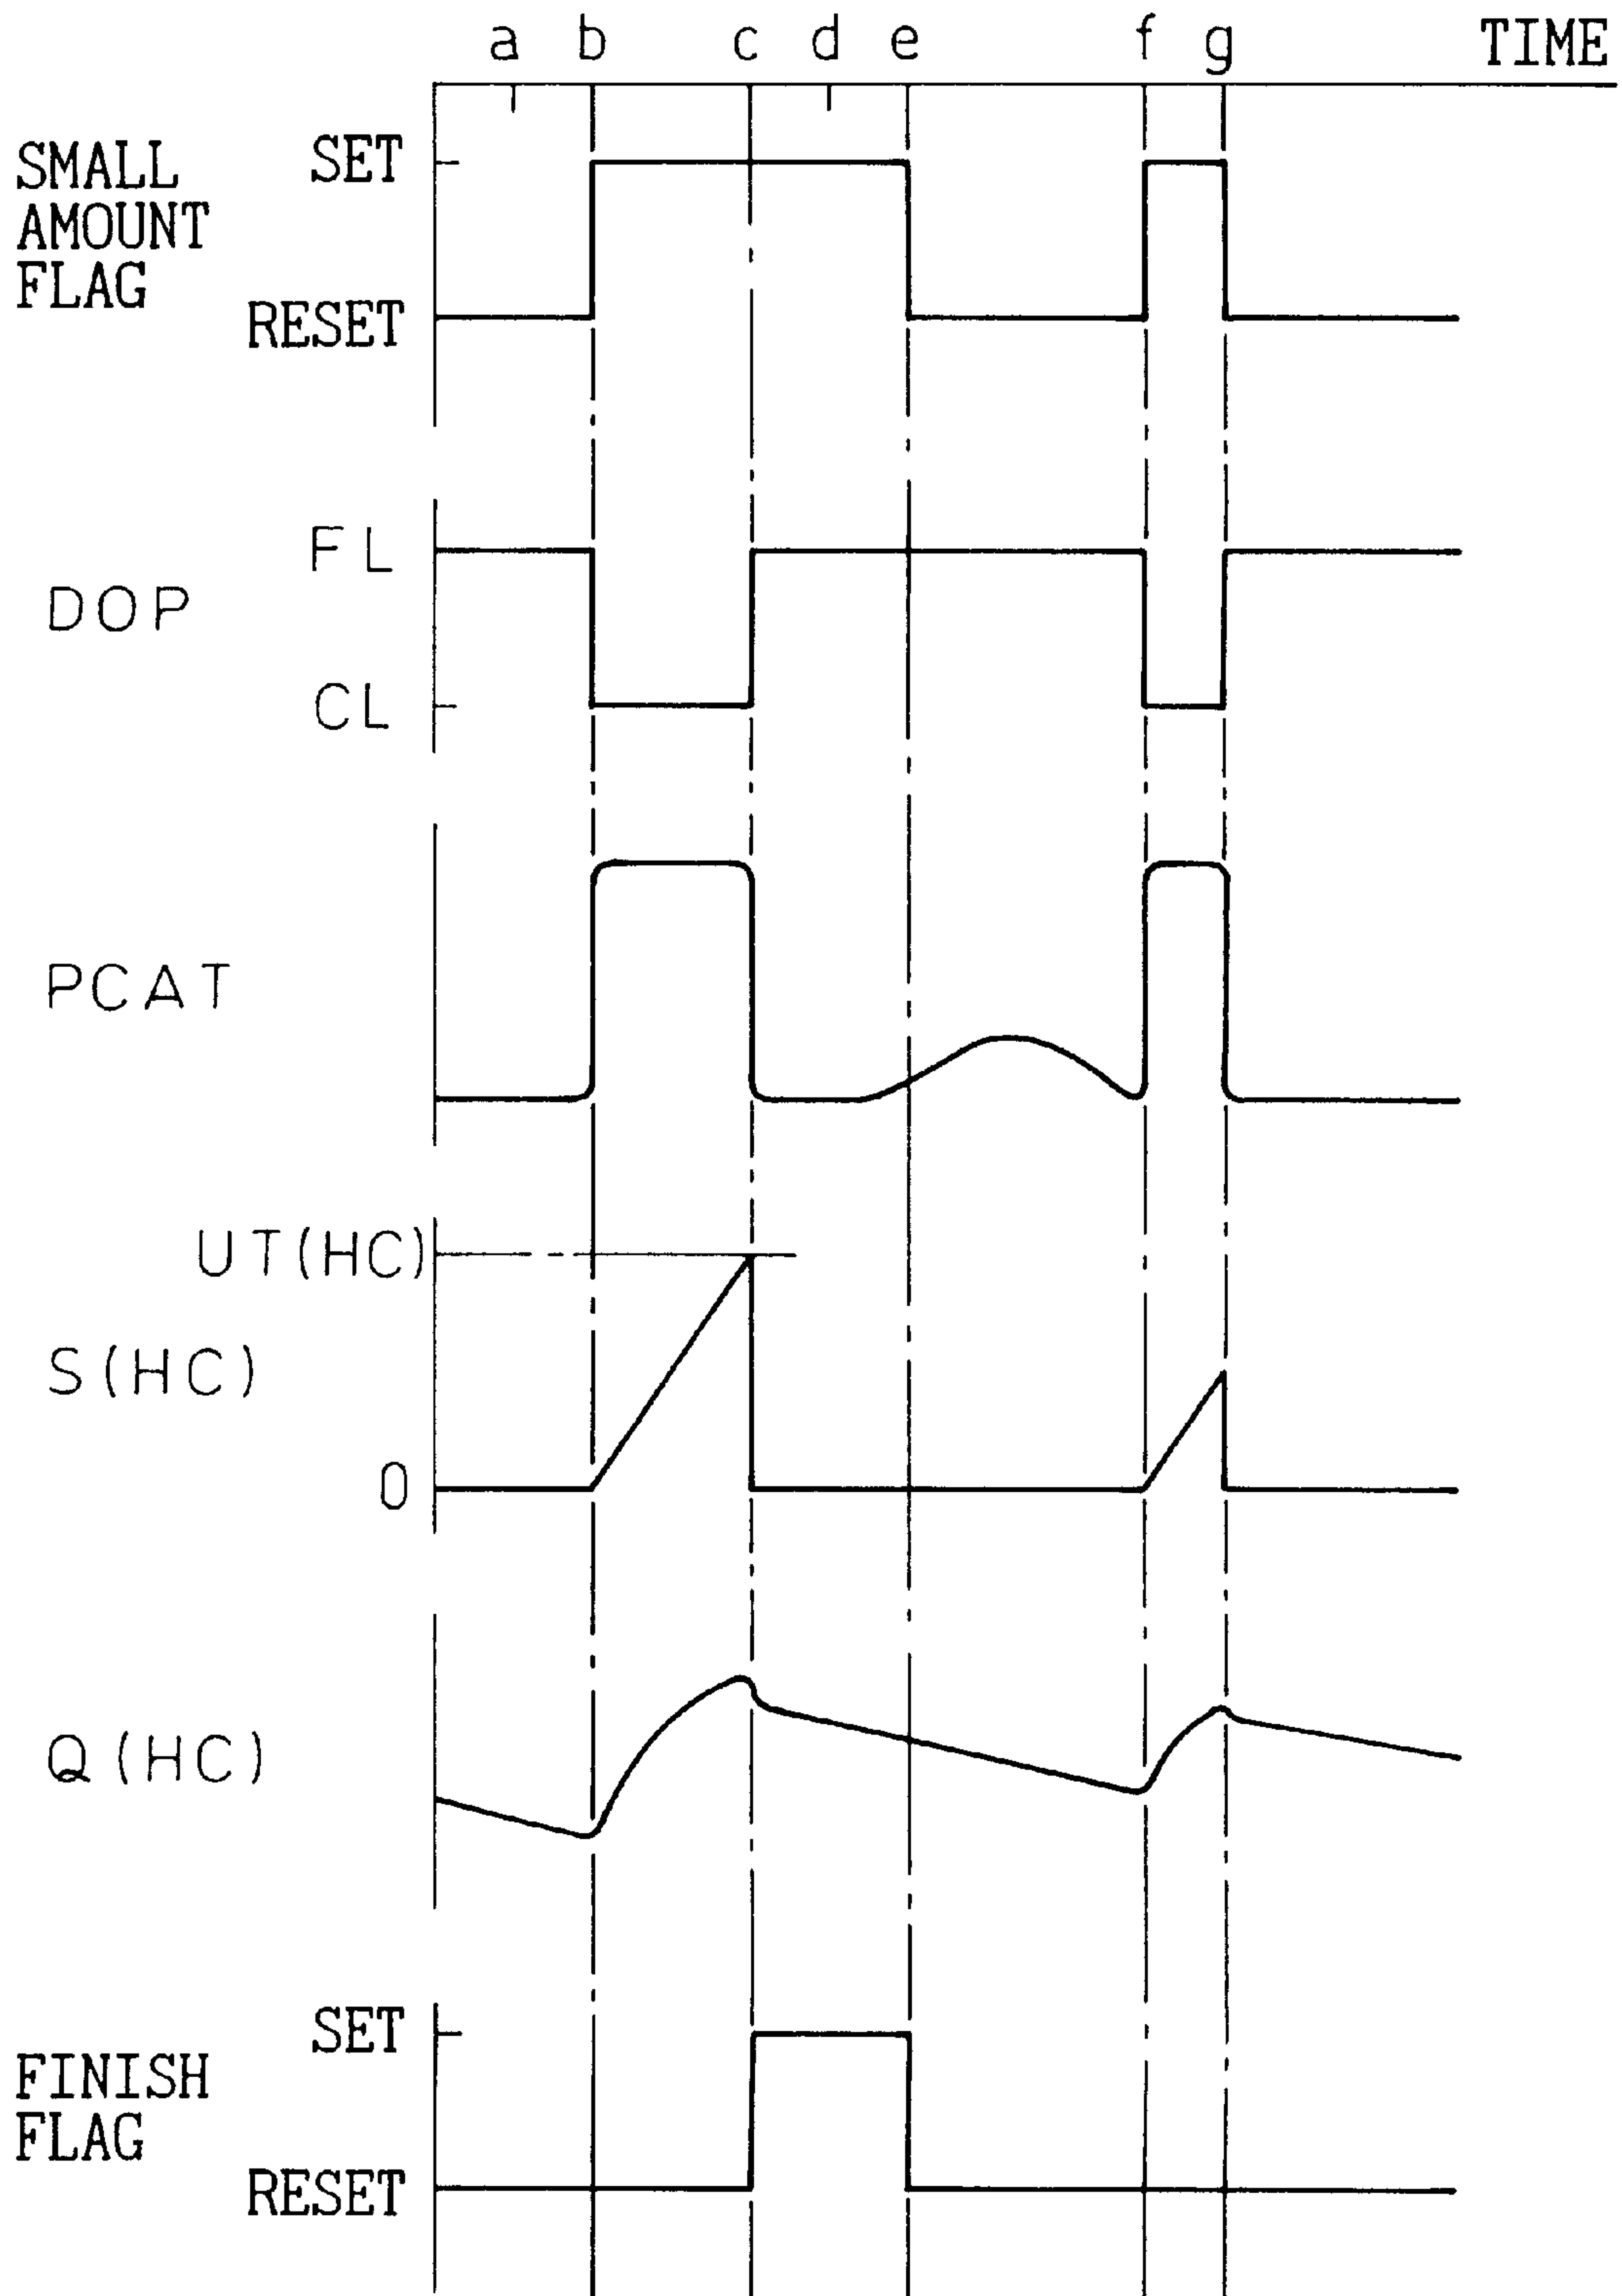 a b c d e f g TIME
SMALL
AMOUNT
FLAG
SET
RESET
DOP
FL
CL
PCAT
UT(HC)
S(HC)
0
Q(HC)
FINISH
FLAG
SET
RESET